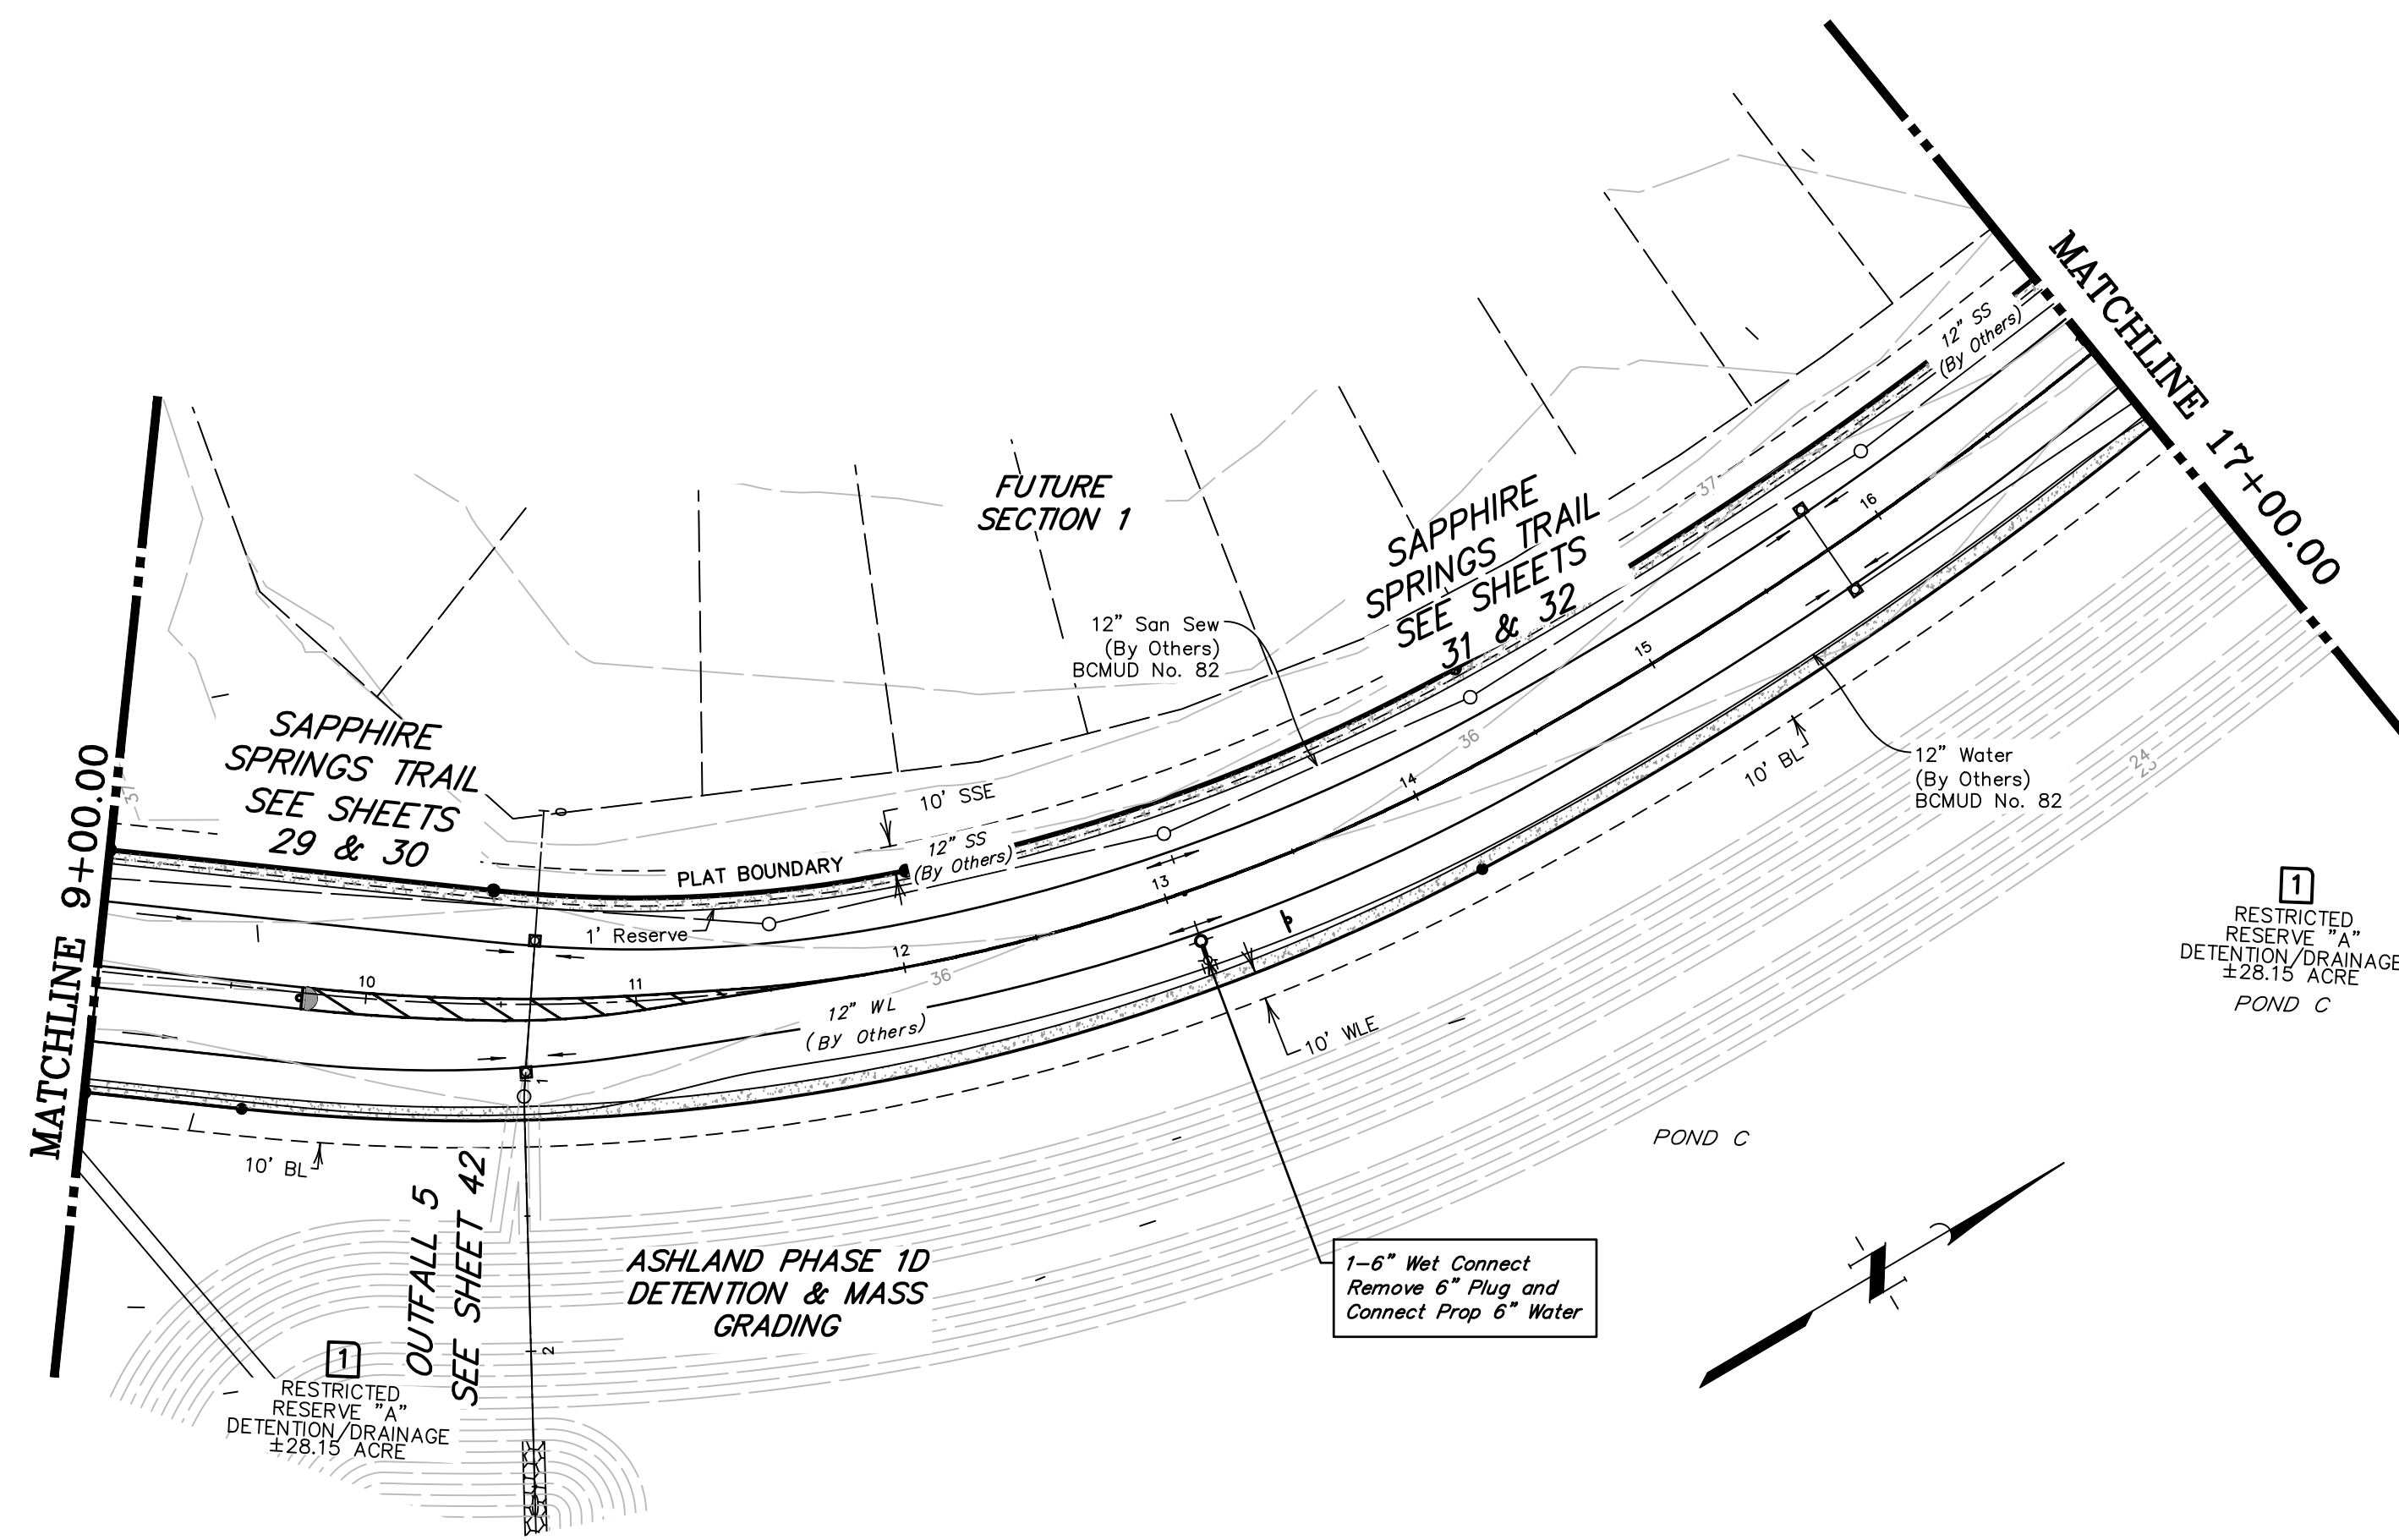 MATCHLINE 17+00.00
12" SS
(By Others)
37
16
FUTURE
SECTION 1
SAPPHIRE
SPRINGS TRAIL
SEE SHEETS
31 & 32
12" San Sew
(By Others)
BCMUD No. 82
15
36
14
12" Water
(By Others)
BCMUD No. 82
10' BL
24
MATCHLINE 9+00.00
SAPPHIRE
SPRINGS TRAIL
SEE SHEETS
29 & 30
0
10' SSE
PLAT BOUNDARY
12" SS
(By Others)
1' Reserve
13
12
36
10
11
12" WL
(By Others)
10' WLE
1
10' BL
1
RESTRICTED
RESERVE "A"
DETENTION/DRAINAGE
±28.15 ACRE
POND C
POND C
OUTFALL 5
SEE SHEET 42
ASHLAND PHASE 1D
DETENTION & MASS
GRADING
2
1-6" Wet Connect
Remove 6" Plug and
Connect Prop 6" Water
1
RESTRICTED
RESERVE "A"
DETENTION/DRAINAGE
±28.15 ACRE